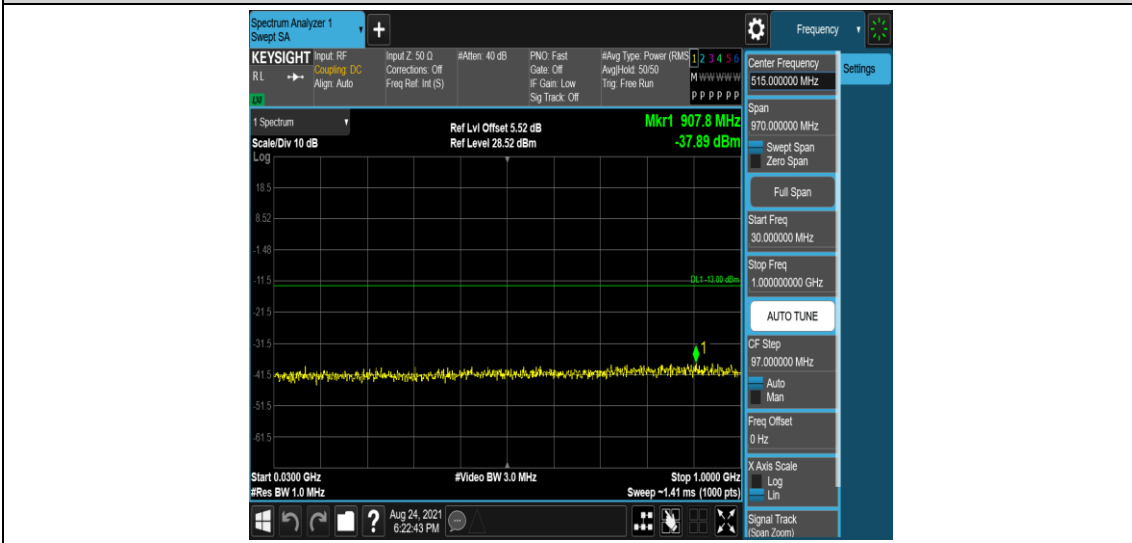 Spectrum Analyzer 1
Swept SA
+
Frequency
KEYSIGHT
R L
LXI
Input: RF
Coupling: DC
Align: Auto
Input Z: 50 Ω
Corrections: Off
Freq Ref: Int (S)
#Atten: 40 dB
PNO: Fast
Gate: Off
IF Gain: Low
Sig Track: Off
#Avg Type: Power (RMS
Avg|Hold: 50/50
Trig: Free Run
1 2 3 4 5 6
M W W W W W
P P P P P P
1 Spectrum
Scale/Div 10 dB
Log
Ref Lvl Offset 5.52 dB
Ref Level 28.52 dBm
Mkr1 907.8 MHz
-37.89 dBm
18.5
8.52
-1.48
-11.5
DL1 -13.00 dBm
-21.5
-31.5
1
-41.5
-51.5
-61.5
Start 0.0300 GHz
#Res BW 1.0 MHz
#Video BW 3.0 MHz
Stop 1.0000 GHz
Sweep ~1.41 ms (1000 pts)
?
Aug 24, 2021
6:22:43 PM
Center Frequency
515.000000 MHz
Settings
Span
970.000000 MHz
Swept Span
Zero Span
Full Span
Start Freq
30.000000 MHz
Stop Freq
1.000000000 GHz
AUTO TUNE
CF Step
97.000000 MHz
Auto
Man
Freq Offset
0 Hz
X Axis Scale
Log
Lin
Signal Track
(Span Zoom)